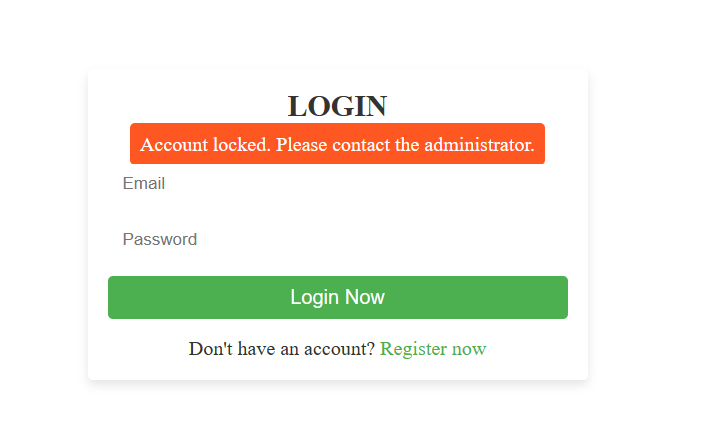 LOGIN
Account locked. Please contact the administrator.
Email
Password
Login Now
Don't have an account? Register now